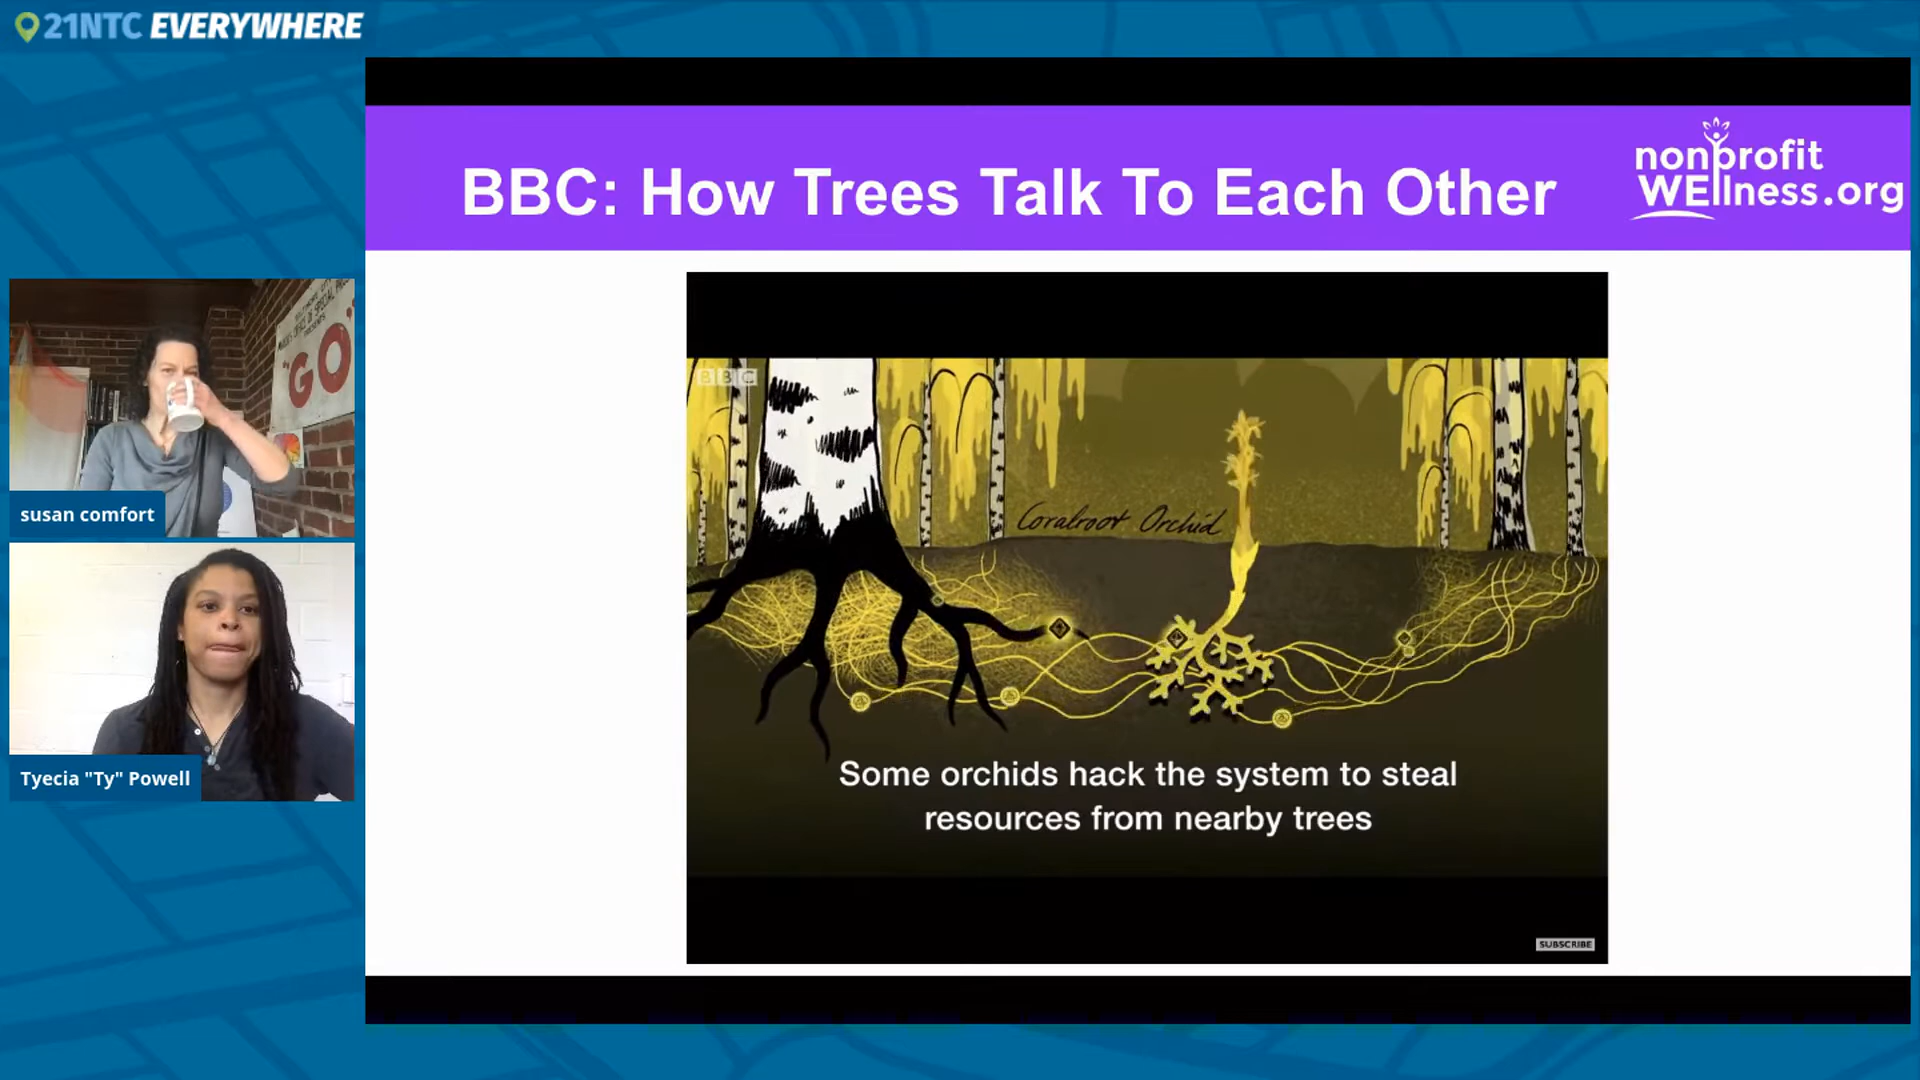 21NTC EVERYWHERE
BBC: How Trees Talk To Each Other
nonprofit
WEllness.org
BBC
GO
susan comfort
Coralroot Orchid
Tyecia "Ty" Powell
Some orchids hack the system to steal
resources from nearby trees
SUBSCRIBE